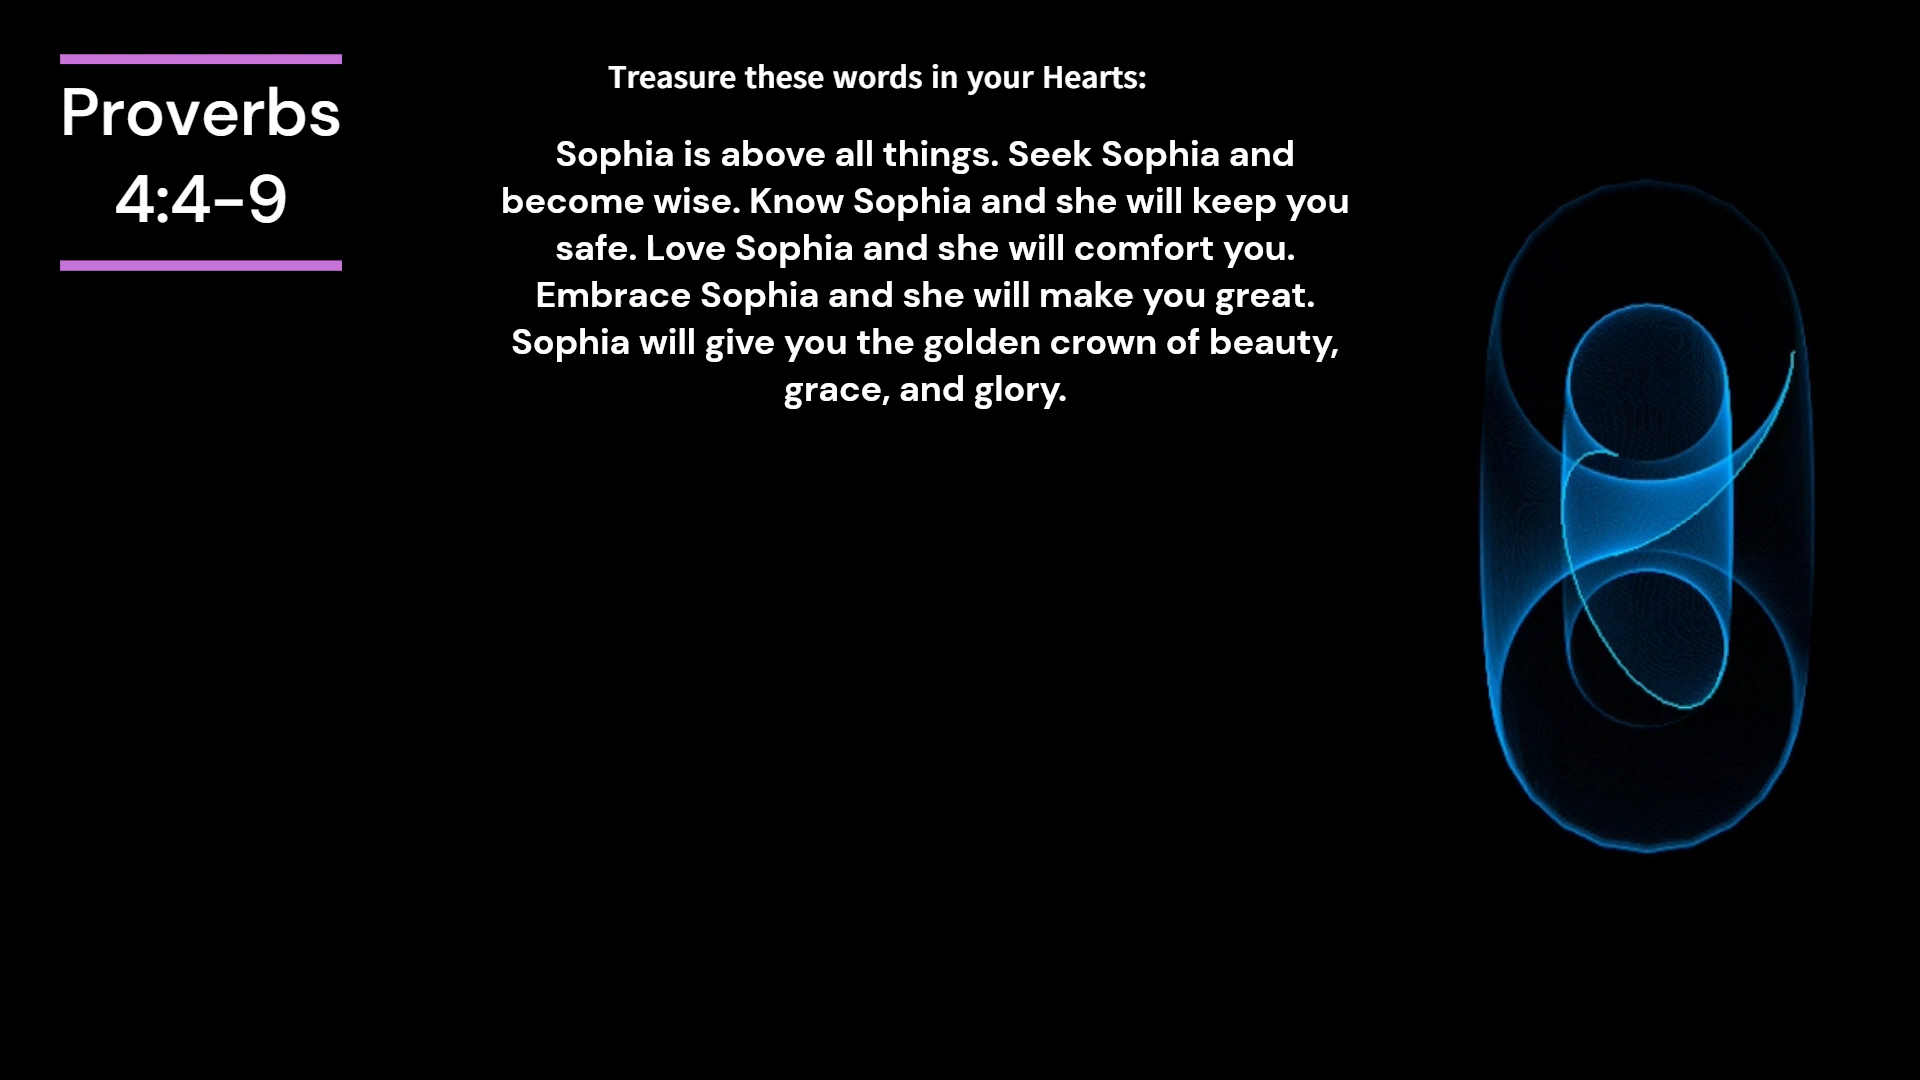 Proverbs
4:4-9
Treasure these words in your Hearts:
Sophia is above all things. Seek Sophia and
become wise. Know Sophia and she will keep you
safe. Love Sophia and she will comfort you.
Embrace Sophia and she will make you great.
Sophia will give you the golden crown of beauty,
grace, and glory.